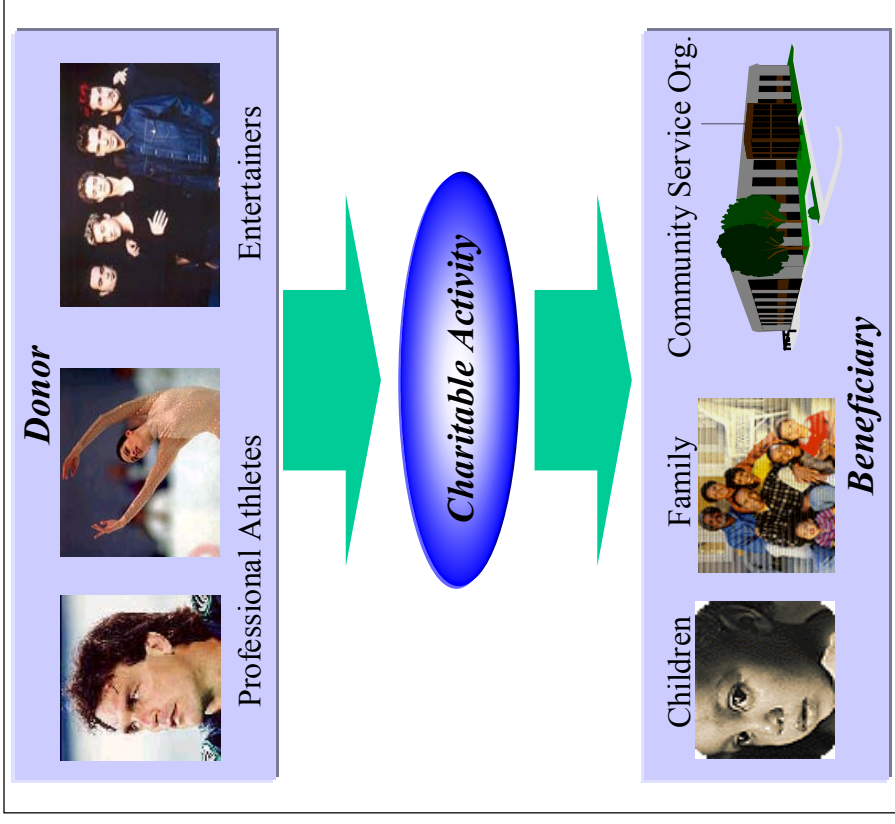 Donor
Professional Athletes
Entertainers
Charitable Activity
Children
Family
Community Service Org.
Beneficiary